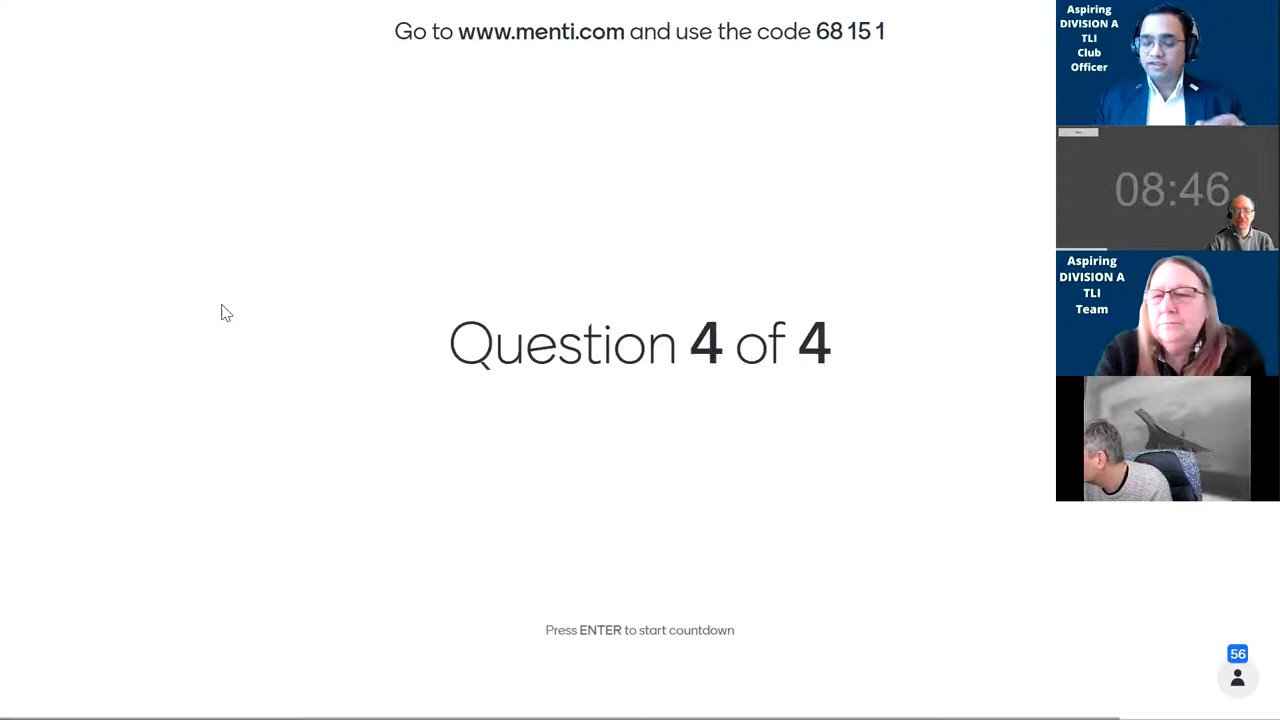 Go to www.menti.com and use the code 68 15 1
Aspiring
DIVISION A
TLI
Club
Officer
08:46
Aspiring
DIVISION A
TLI
Team
Question 4 of 4
Press ENTER to start countdown
56